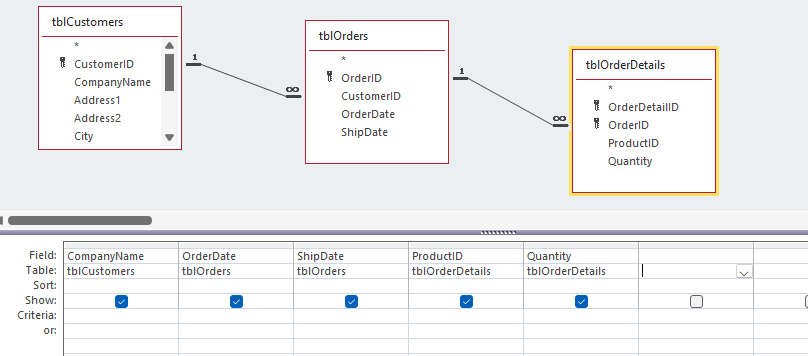 tblCustomers
*
CustomerID
CompanyName
Address1
Address2
City
1
∞
tblOrders
*
OrderID
CustomerID
OrderDate
ShipDate
1
∞
tblOrderDetails
*
OrderDetailID
OrderID
ProductID
Quantity
Field: CompanyName OrderDate ShipDate ProductID Quantity
Table: tblCustomers tblOrders tblOrders tblOrderDetails tblOrderDetails
Sort:
Show:
Criteria:
or: